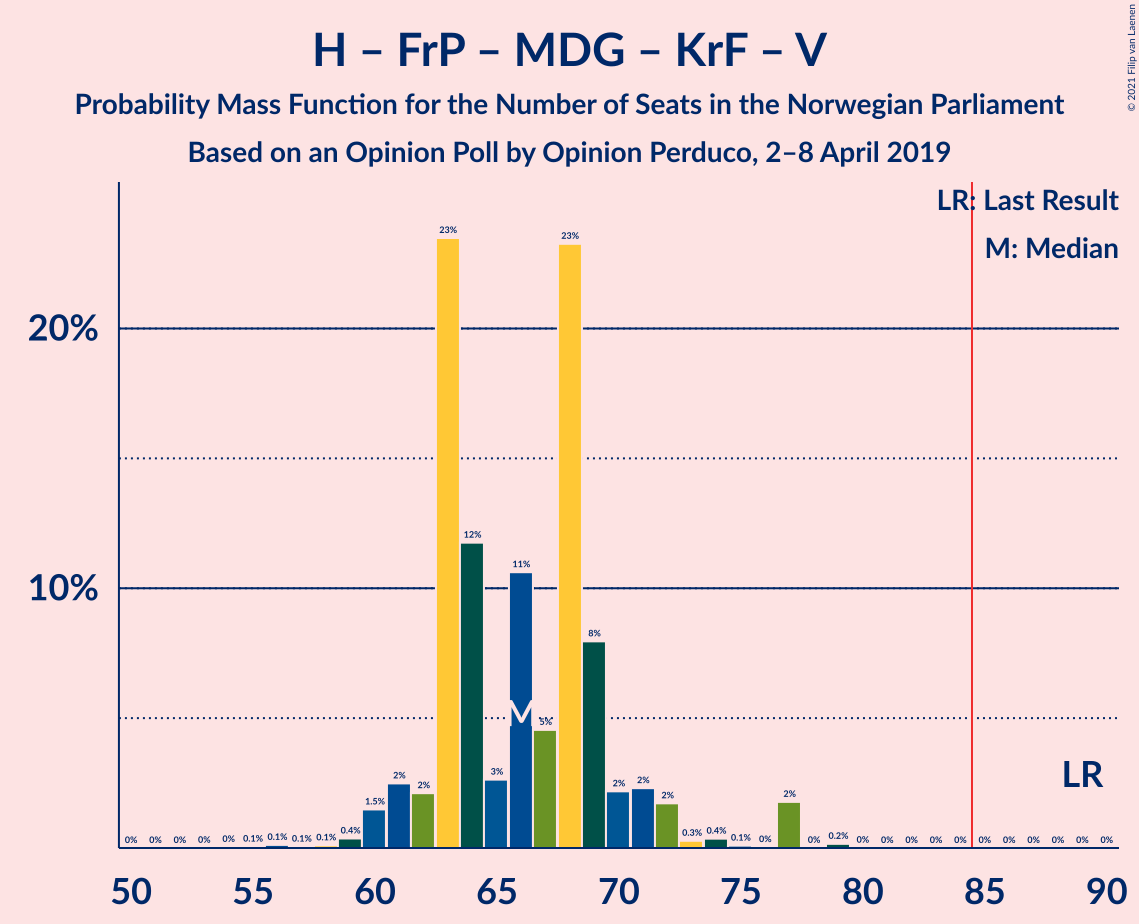 H – FrP – MDG – KrF – V
Probability Mass Function for the Number of Seats in the Norwegian Parliament
Based on an Opinion Poll by Opinion Perduco, 2–8 April 2019
© 2021 Filip van Laenen
LR: Last Result
M: Median
20%
10%
0% 0% 0% 0% 0% 0.1% 0.1% 0.1% 0.1% 0.4% 1.5% 2% 2% 23% 12% 3% 11% 5% 23% 8% 2% 2% 2% 0.3% 0.4% 0.1% 0% 2% 0% 0.2% 0% 0% 0% 0% 0% 0% 0% 0% 0% 0% 0%
M
LR
50 55 60 65 70 75 80 85 90